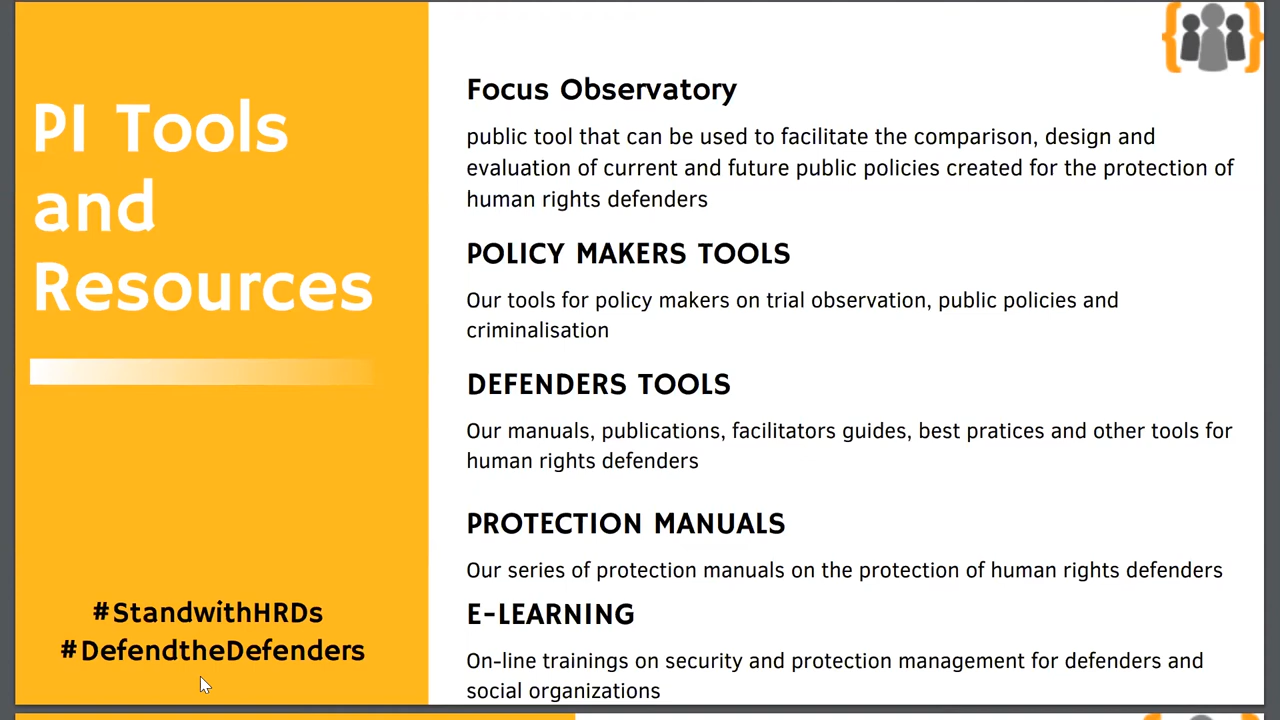 PI Tools
and
Resources
#StandwithHRDs
#DefendtheDefenders
Focus Observatory
public tool that can be used to facilitate the comparison, design and
evaluation of current and future public policies created for the protection of
human rights defenders
POLICY MAKERS TOOLS
Our tools for policy makers on trial observation, public policies and
criminalisation
DEFENDERS TOOLS
Our manuals, publications, facilitators guides, best pratices and other tools for
human rights defenders
PROTECTION MANUALS
Our series of protection manuals on the protection of human rights defenders
E-LEARNING
On-line trainings on security and protection management for defenders and
social organizations